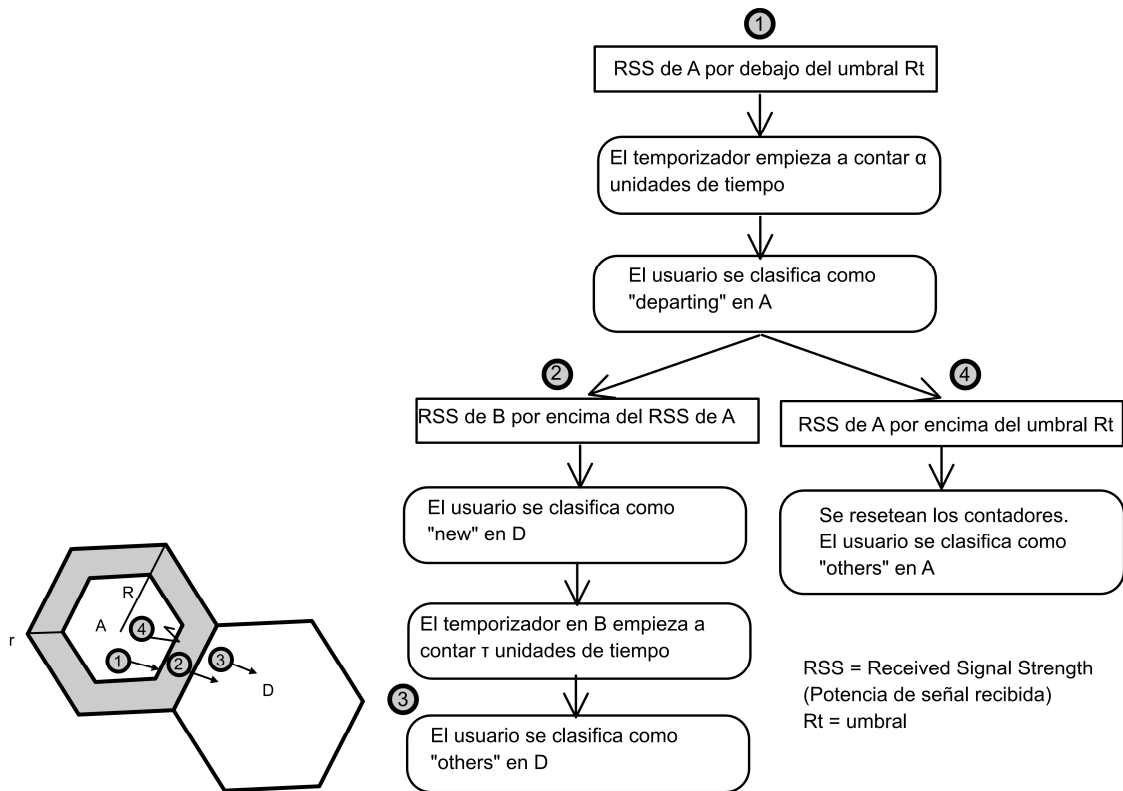 1
RSS de A por debajo del umbral Rt
El temporizador empieza a contar α
unidades de tiempo
El usuario se clasifica como
"departing" en A
2
RSS de B por encima del RSS de A
El usuario se clasifica como
"new" en D
El temporizador en B empieza a
contar τ unidades de tiempo
3
El usuario se clasifica como
"others" en D
4
RSS de A por encima del umbral Rt
Se resetean los contadores.
El usuario se clasifica como
"others" en A
R
A
r
4
1
2
3
D
RSS = Received Signal Strength
(Potencia de señal recibida)
Rt = umbral